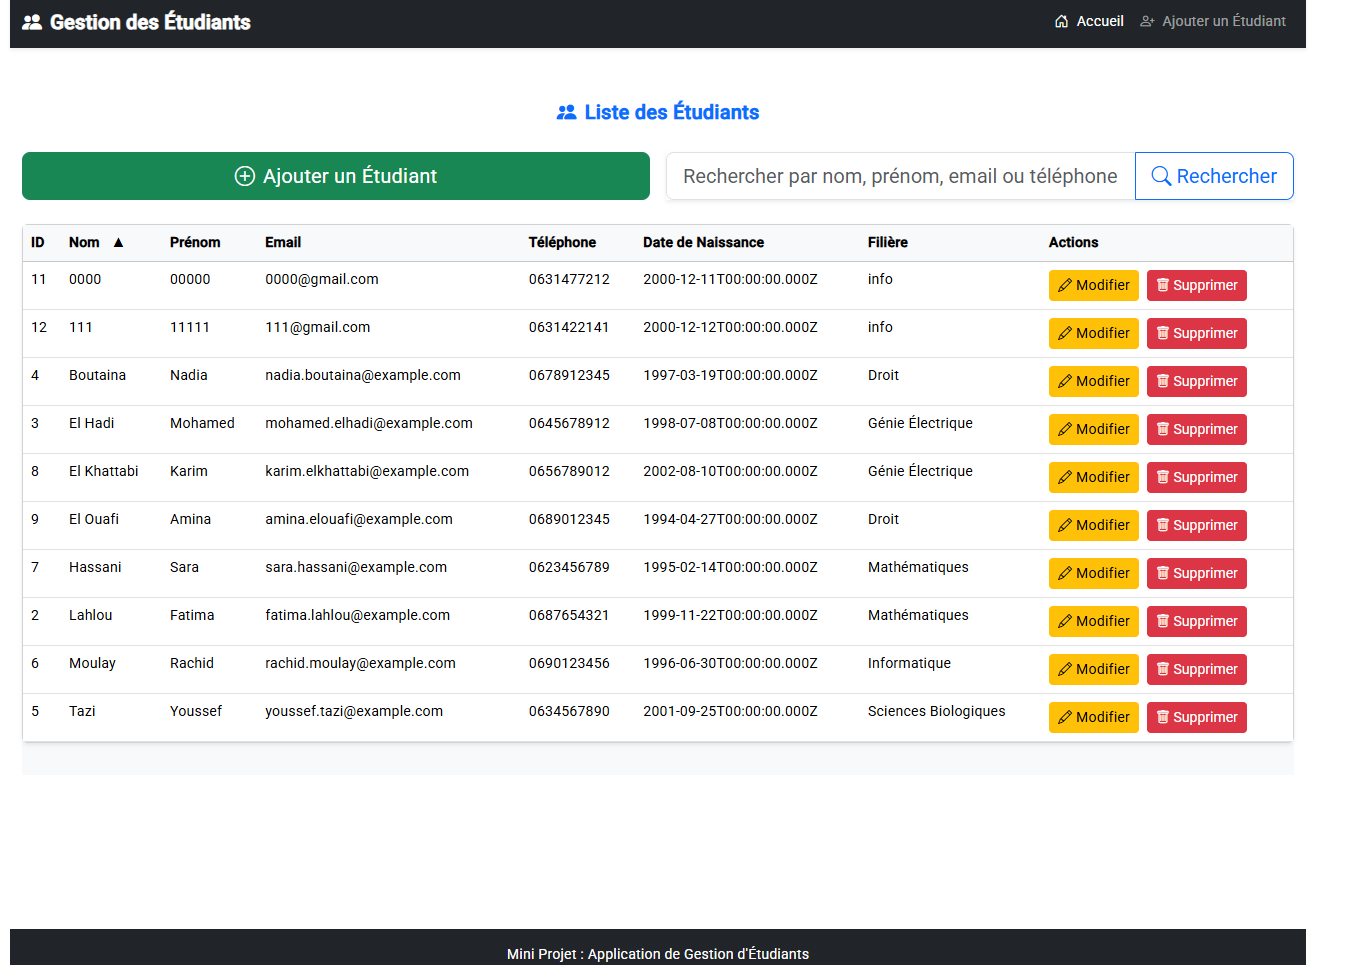 Gestion des Étudiants Accueil Ajouter un Étudiant
Liste des Étudiants
Ajouter un Étudiant Rechercher par nom, prénom, email ou téléphone Rechercher
ID Nom ▲ Prénom Email Téléphone Date de Naissance Filière Actions
11 0000 00000 0000@gmail.com 0631477212 2000-12-11T00:00:00.000Z info Modifier Supprimer
12 111 11111 111@gmail.com 0631422141 2000-12-12T00:00:00.000Z info Modifier Supprimer
4 Boutaina Nadia nadia.boutaina@example.com 0678912345 1997-03-19T00:00:00.000Z Droit Modifier Supprimer
3 El Hadi Mohamed mohamed.elhadi@example.com 0645678912 1998-07-08T00:00:00.000Z Génie Électrique Modifier Supprimer
8 El Khattabi Karim karim.elkhattabi@example.com 0656789012 2002-08-10T00:00:00.000Z Génie Électrique Modifier Supprimer
9 El Ouafi Amina amina.elouafi@example.com 0689012345 1994-04-27T00:00:00.000Z Droit Modifier Supprimer
7 Hassani Sara sara.hassani@example.com 0623456789 1995-02-14T00:00:00.000Z Mathématiques Modifier Supprimer
2 Lahlou Fatima fatima.lahlou@example.com 0687654321 1999-11-22T00:00:00.000Z Mathématiques Modifier Supprimer
6 Moulay Rachid rachid.moulay@example.com 0690123456 1996-06-30T00:00:00.000Z Informatique Modifier Supprimer
5 Tazi Youssef youssef.tazi@example.com 0634567890 2001-09-25T00:00:00.000Z Sciences Biologiques Modifier Supprimer
Mini Projet : Application de Gestion d'Étudiants